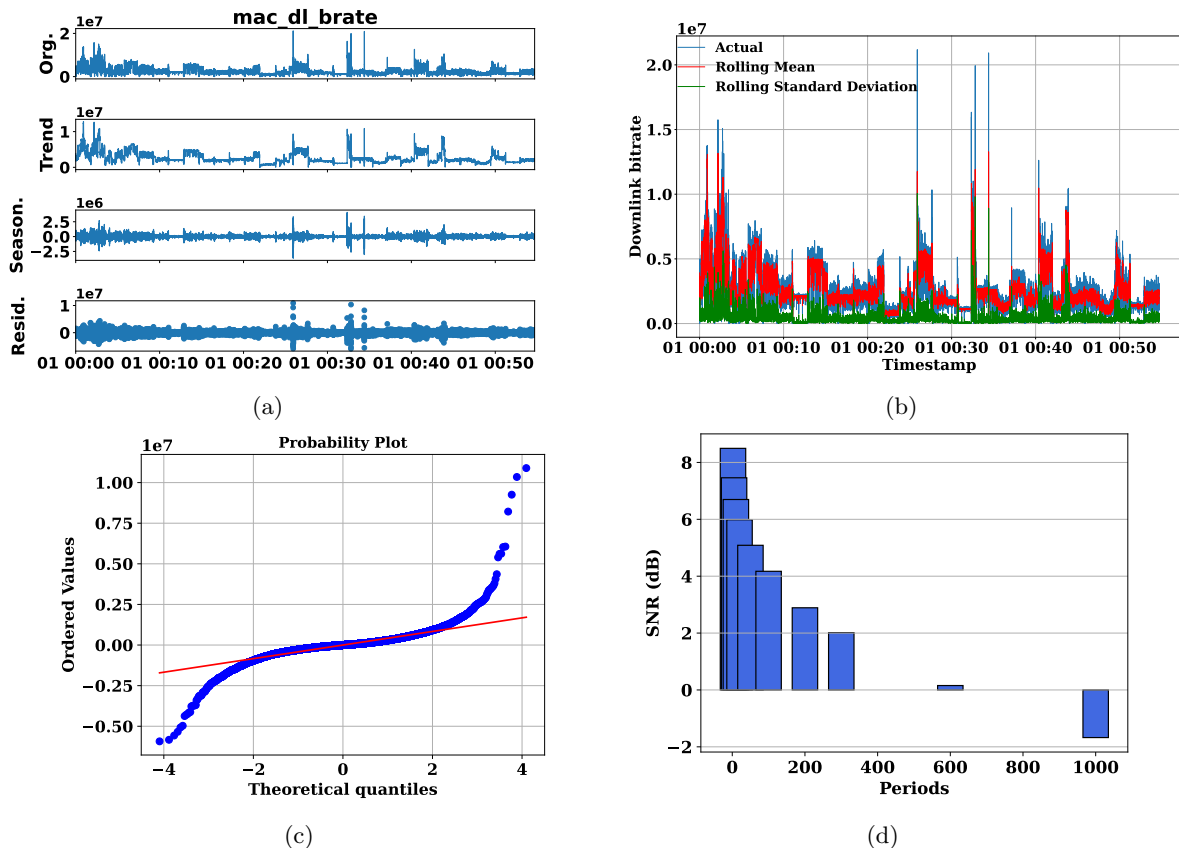 mac_dl_brate
1e7
Org.
2
0
1e7
Trend
1
0
1e6
Season.
2.5
0.0
−2.5
1e7
Resid.
1
0
01 00:00 01 00:10 01 00:20 01 00:30 01 00:40 01 00:50
(a)
1e7
Actual
Rolling Mean
Rolling Standard Deviation
Downlink bitrate
2.0
1.5
1.0
0.5
0.0
01 00:00 01 00:10 01 00:20 01 00:30 01 00:40 01 00:50
Timestamp
(b)
1e7
Probability Plot
Ordered Values
1.00
0.75
0.50
0.25
0.00
−0.25
−0.50
−4 −2 0 2 4
Theoretical quantiles
(c)
SNR (dB)
8
6
4
2
0
−2
0 200 400 600 800 1000
Periods
(d)